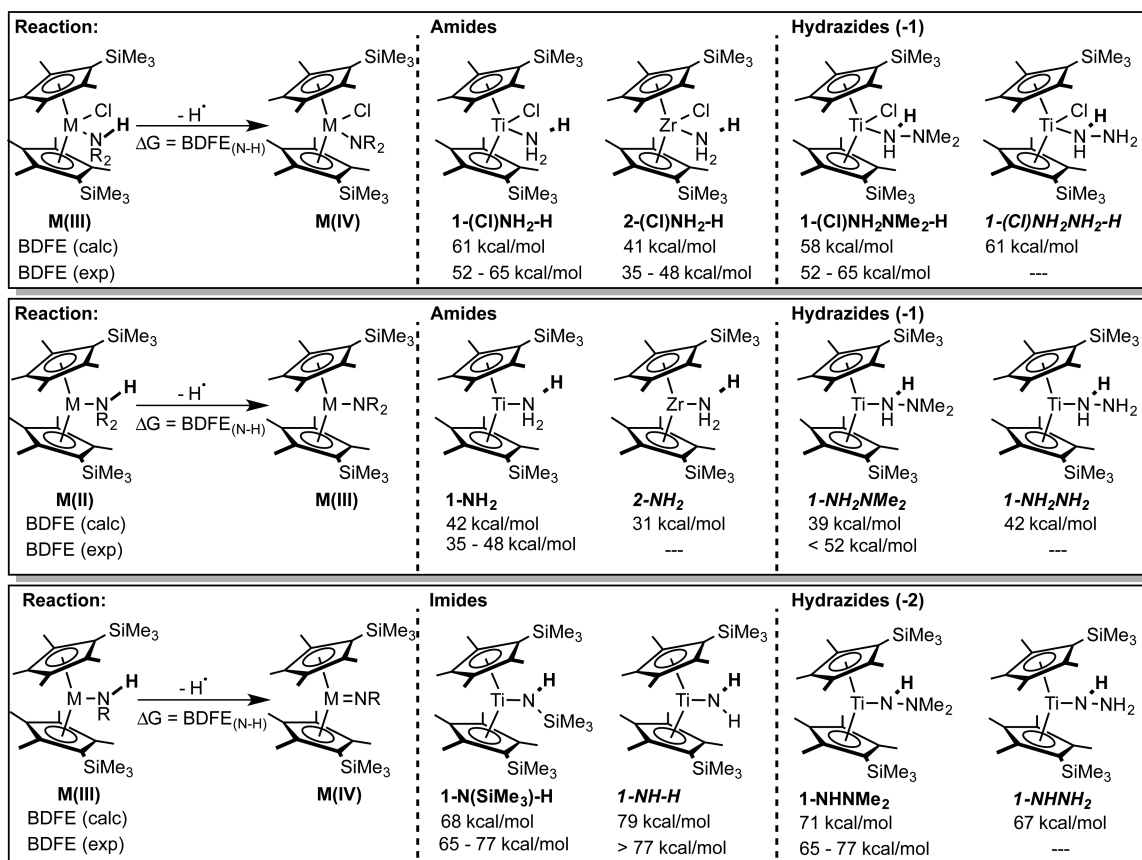 Reaction:
Amides
Hydrazides (-1)
SiMe3
SiMe3
SiMe3
SiMe3
SiMe3
SiMe3
Cl
H
- H•
Cl
Cl
H
Cl
H
Cl
H
Cl
H
M
N
R2
ΔG = BDFE(N-H)
M
NR2
Ti
N
H2
Zr
N
H2
Ti
N
H
NMe2
Ti
N
H
NH2
SiMe3
SiMe3
SiMe3
SiMe3
SiMe3
SiMe3
M(III)
M(IV)
1-(Cl)NH2-H
2-(Cl)NH2-H
1-(Cl)NH2NMe2-H
1-(Cl)NH2NH2-H
BDFE (calc)
61 kcal/mol
41 kcal/mol
58 kcal/mol
61 kcal/mol
BDFE (exp)
52 - 65 kcal/mol
35 - 48 kcal/mol
52 - 65 kcal/mol
---
Reaction:
Amides
Hydrazides (-1)
SiMe3
SiMe3
SiMe3
SiMe3
SiMe3
SiMe3
H
- H•
H
H
H
H
M
N
R2
ΔG = BDFE(N-H)
M
NR2
Ti
N
H2
Zr
N
H2
Ti
N
H
NMe2
Ti
N
H
NH2
SiMe3
SiMe3
SiMe3
SiMe3
SiMe3
SiMe3
M(II)
M(III)
1-NH2
2-NH2
1-NH2NMe2
1-NH2NH2
BDFE (calc)
42 kcal/mol
31 kcal/mol
39 kcal/mol
42 kcal/mol
BDFE (exp)
35 - 48 kcal/mol
---
< 52 kcal/mol
---
Reaction:
Imides
Hydrazides (-2)
SiMe3
SiMe3
SiMe3
SiMe3
SiMe3
SiMe3
H
- H•
H
H
H
H
M
N
R
ΔG = BDFE(N-H)
M
NR
Ti
N
SiMe3
Ti
N
H
Ti
N
NMe2
Ti
N
NH2
SiMe3
SiMe3
SiMe3
SiMe3
SiMe3
SiMe3
M(III)
M(IV)
1-N(SiMe3)-H
1-NH-H
1-NHNMe2
1-NHNH2
BDFE (calc)
68 kcal/mol
79 kcal/mol
71 kcal/mol
67 kcal/mol
BDFE (exp)
65 - 77 kcal/mol
> 77 kcal/mol
65 - 77 kcal/mol
---